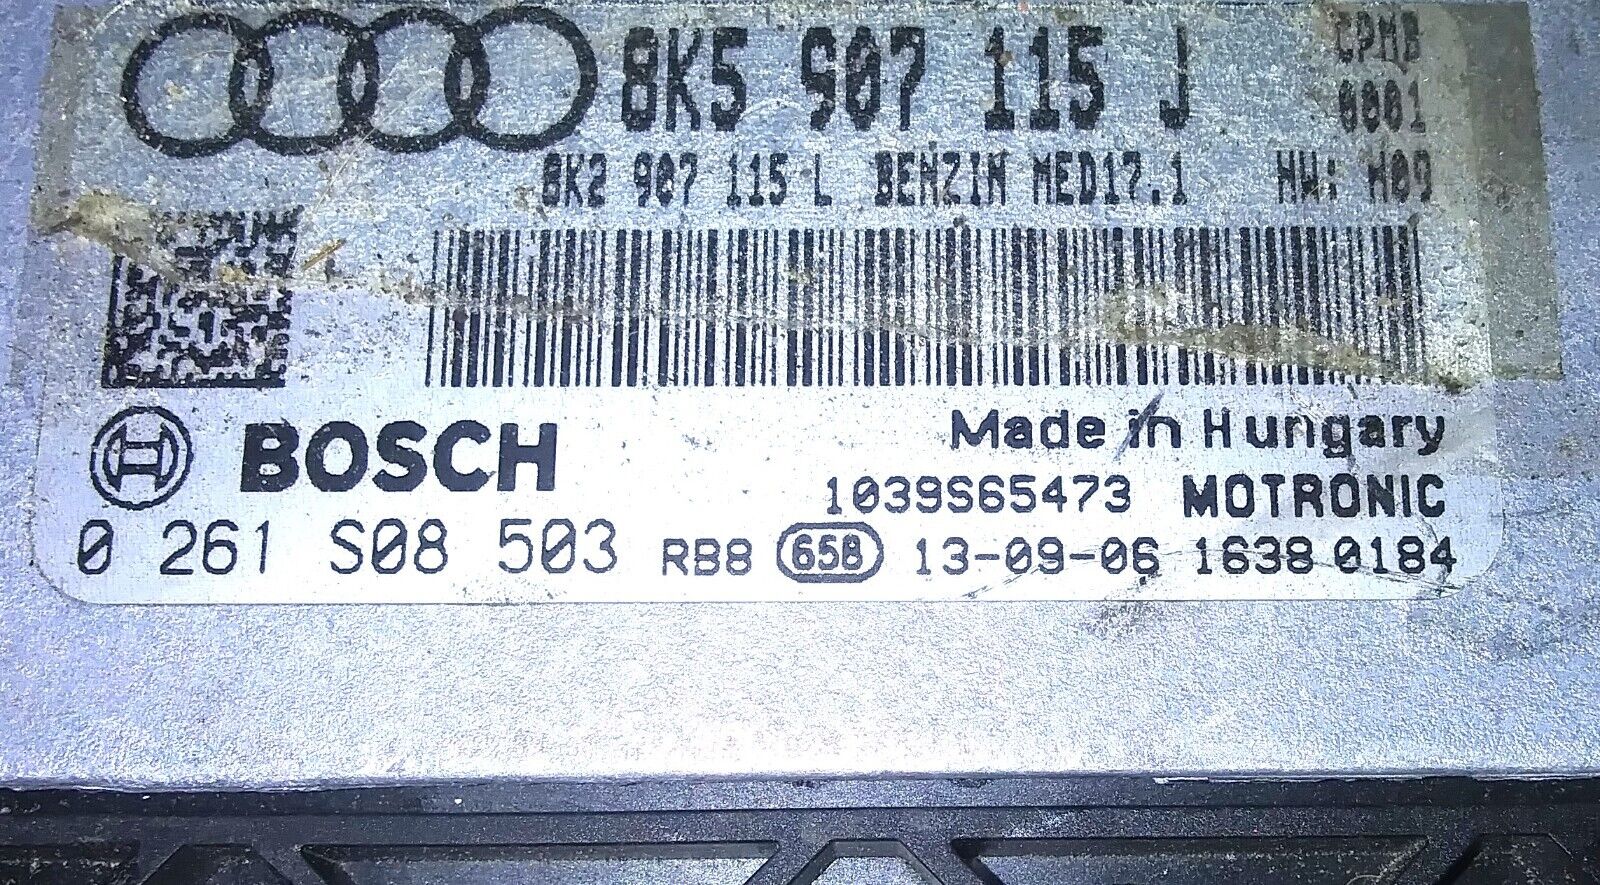 8K5 907 115 J CPMB
0001
8K2 907 115 L BENZIN MED17.1 HW: H09
BOSCH
Made in Hungary
1039S65473 MOTRONIC
0 261 S08 503 RB8 65B 13-09-06 1638 0184